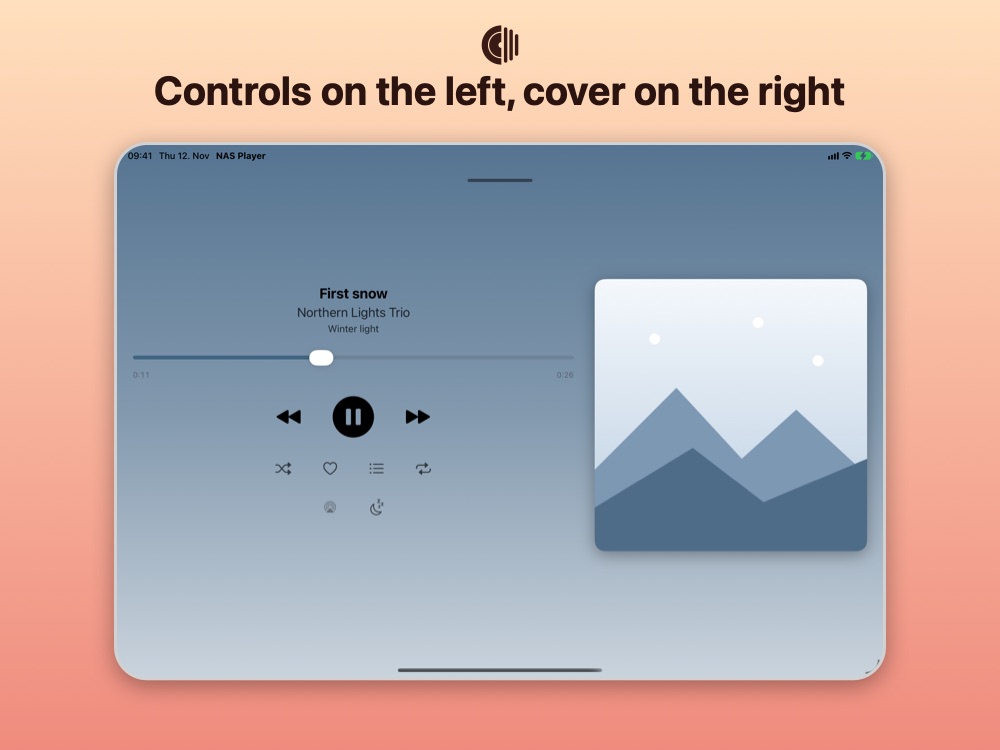 Controls on the left, cover on the right
09:41 Thu 12. Nov NAS Player
First snow
Northern Lights Trio
Winter light
0:11 0:26